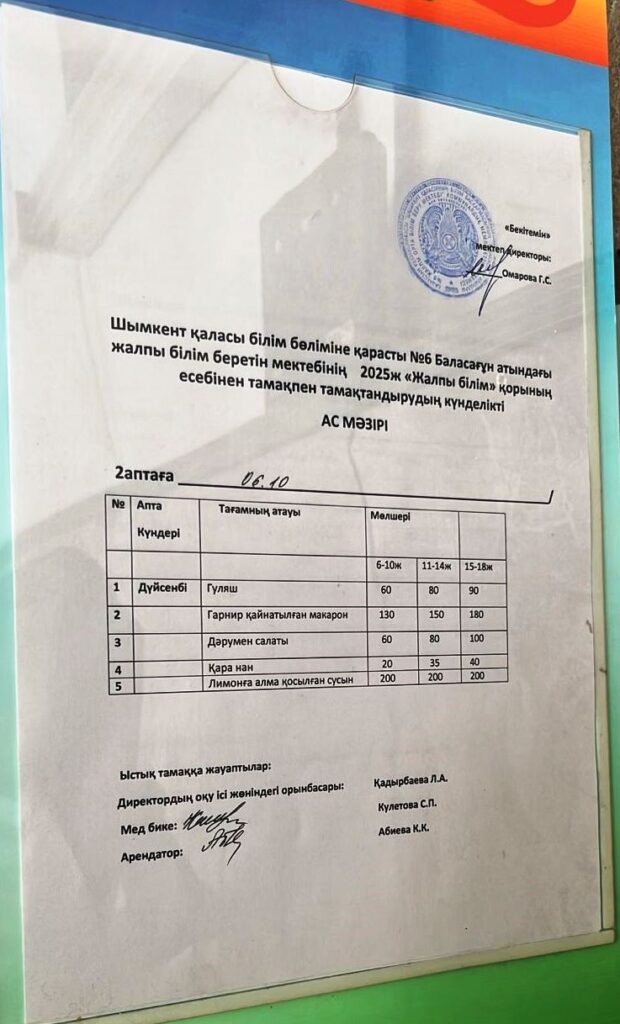 «Бекітемін»
мектеп директоры:
Омарова Г.С.
Шымкент қаласы білім бөліміне қарасты №6 Баласағұн атындағы
жалпы білім беретін мектебінің 2025ж «Жалпы білім» қорының
есебінен тамақпен тамақтандырудың күнделікті
АС МӘЗІРІ
2аптаға 06.10
№ Апта Күндері Тағамның атауы Мөлшері
6-10ж 11-14ж 15-18ж
1 Дүйсенбі Гуляш 60 80 90
2 Гарнир қайнатылған макарон 130 150 180
3 Дәрумен салаты 60 80 100
4 Қара нан 20 35 40
5 Лимонға алма қосылған сусын 200 200 200
Ыстық тамаққа жауаптылар:
Директордың оқу ісі жөніндегі орынбасары: Қадырбаева Л.А.
Мед бике: Кулетова С.П.
Арендатор: Абиева К.К.